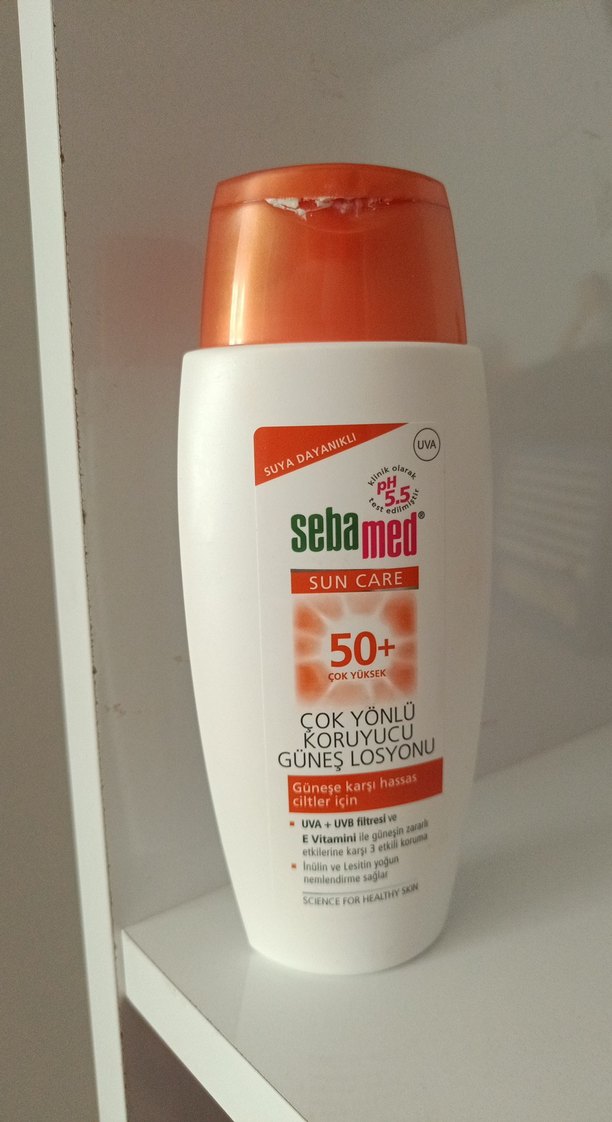 SUYA DAYANIKLI
UVA
klinik olarak
pH
5.5
test edilmiştir
sebamed®
SUN CARE
50+
ÇOK YÜKSEK
ÇOK YÖNLÜ
KORUYUCU
GÜNEŞ LOSYONU
Güneşe karşı hassas
ciltler için
UVA + UVB filtresi ve
E Vitamini ile güneşin zararlı
etkilerine karşı 3 etkili koruma
İnülin ve Lesitin yoğun
nemlendirme sağlar
SCIENCE FOR HEALTHY SKIN